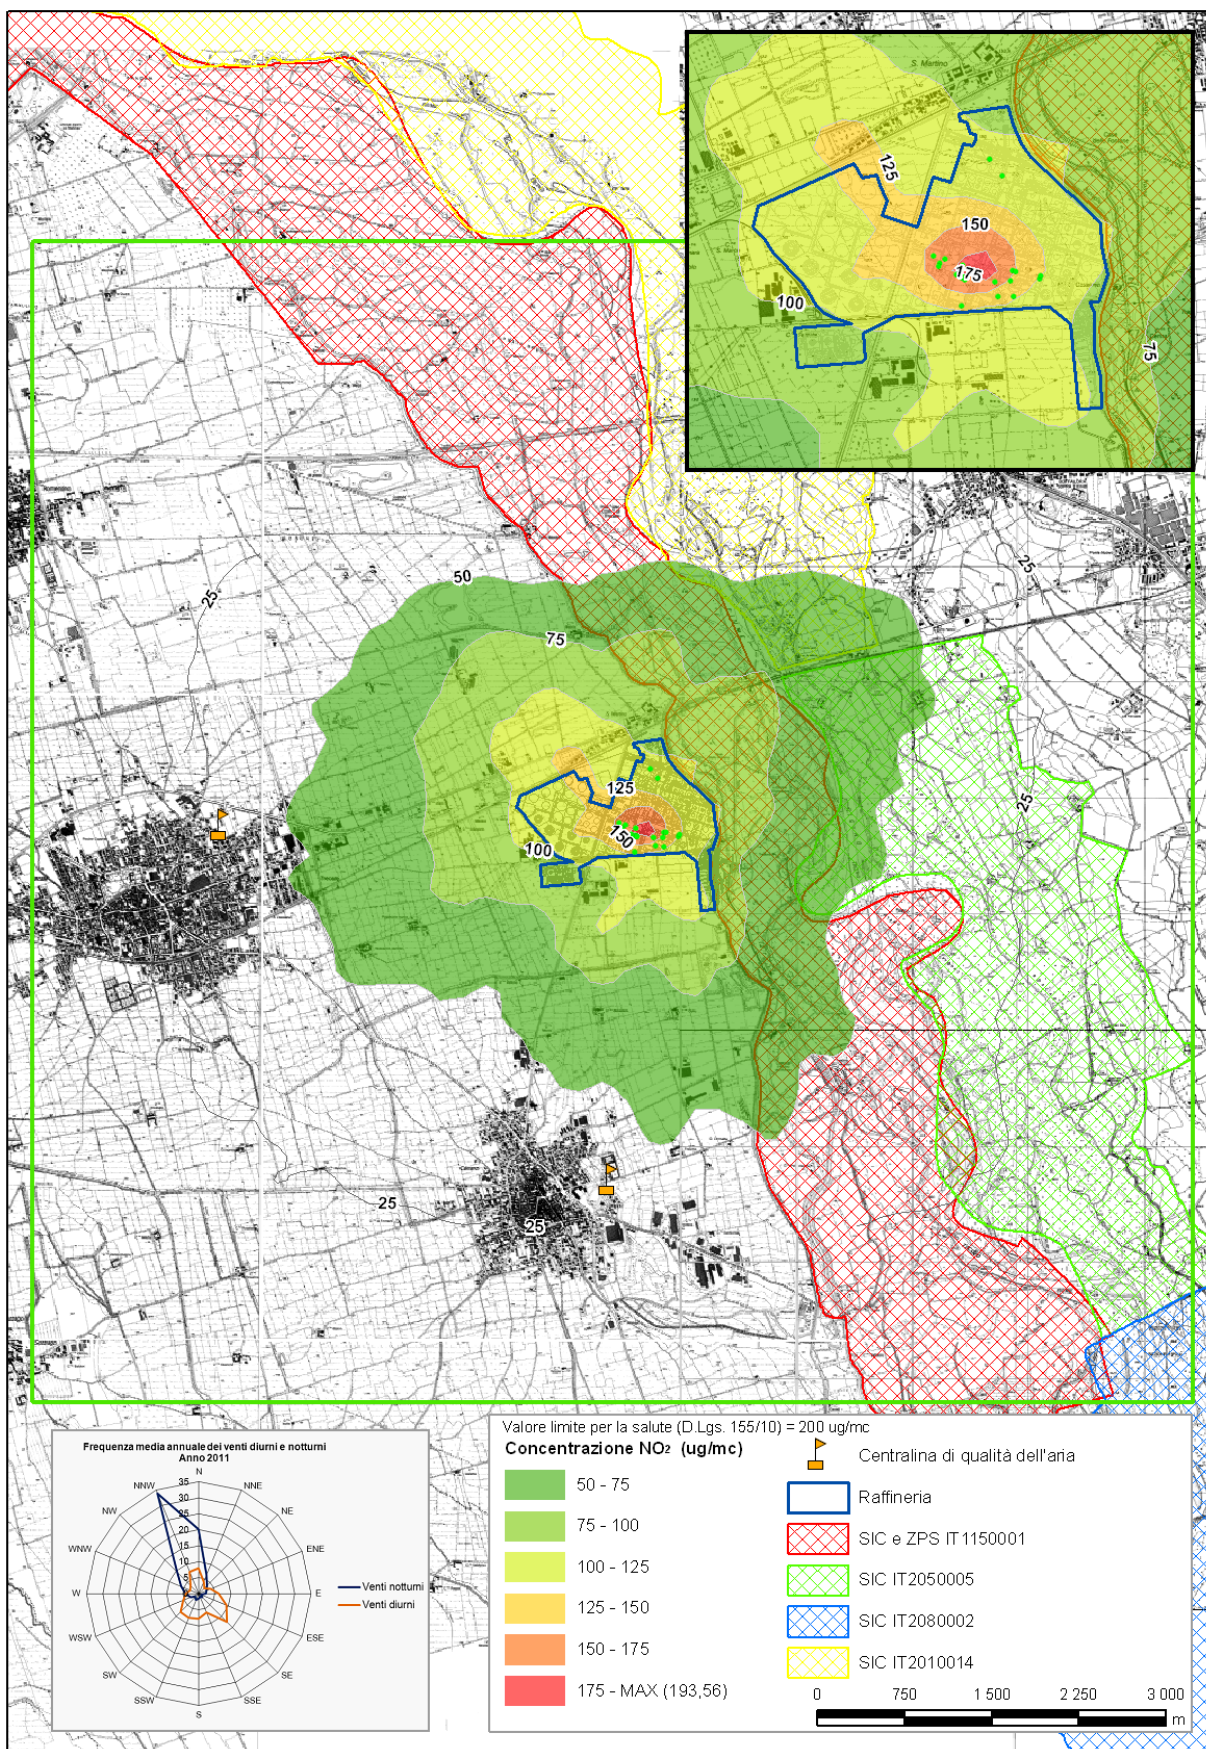 S. Martino
125
150
175
100
75
50
25
75
25
25
125
150
100
25
25
Valore limite per la salute (D.Lgs. 155/10) = 200 ug/mc
Concentrazione NO2 (ug/mc)
50 - 75
75 - 100
100 - 125
125 - 150
150 - 175
175 - MAX (193,56)
Centralina di qualità dell'aria
Raffineria
SIC e ZPS IT1150001
SIC IT2050005
SIC IT2080002
SIC IT2010014
0 750 1 500 2 250 3 000
m
Frequenza media annuale dei venti diurni e notturni
Anno 2011
N
NNE
NE
ENE
E
ESE
SE
SSE
S
SSW
SW
WSW
W
WNW
NW
NNW
35
30
25
20
15
10
5
Venti notturni
Venti diurni